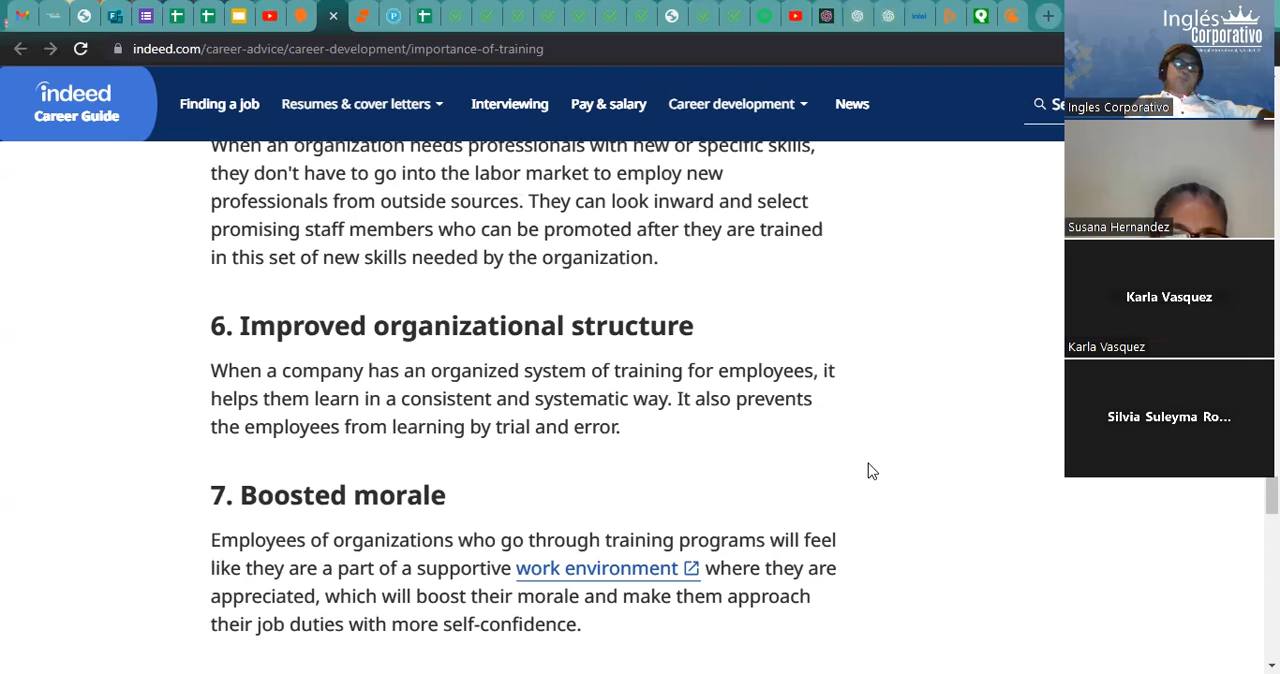 indeed.com/career-advice/career-development/importance-of-training
indeed
Career Guide
Finding a job
Resumes & cover letters
Interviewing
Pay & salary
Career development
News
When an organization needs professionals with new or specific skills,
they don't have to go into the labor market to employ new
professionals from outside sources. They can look inward and select
promising staff members who can be promoted after they are trained
in this set of new skills needed by the organization.
6. Improved organizational structure
When a company has an organized system of training for employees, it
helps them learn in a consistent and systematic way. It also prevents
the employees from learning by trial and error.
7. Boosted morale
Employees of organizations who go through training programs will feel
like they are a part of a supportive work environment where they are
appreciated, which will boost their morale and make them approach
their job duties with more self-confidence.
Inglés
Corporativo
Ingles Corporativo
Susana Hernandez
Karla Vasquez
Karla Vasquez
Silvia Suleyma Ro...